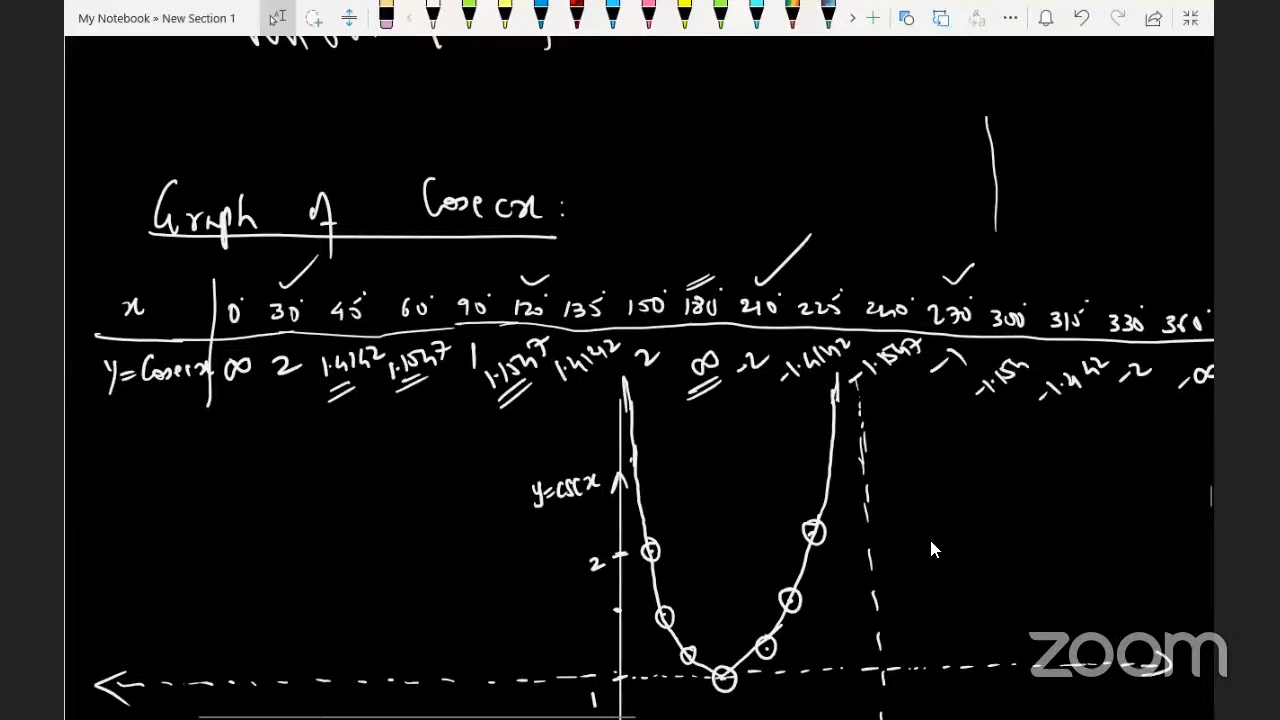 My Notebook » New Section 1
Graph of Cosecx:
x 0° 30° 45° 60° 90° 120° 135° 150° 180° 210° 225° 240° 270° 300° 315° 330° 360°
y=Cosecx ∞ 2 1.4142 1.1547 1 1.1547 1.4142 2 ∞ -2 -1.4142 -1.1547 -1 -1.154 -1.4142 -2 -∞
y=cscx
2
1
zoom